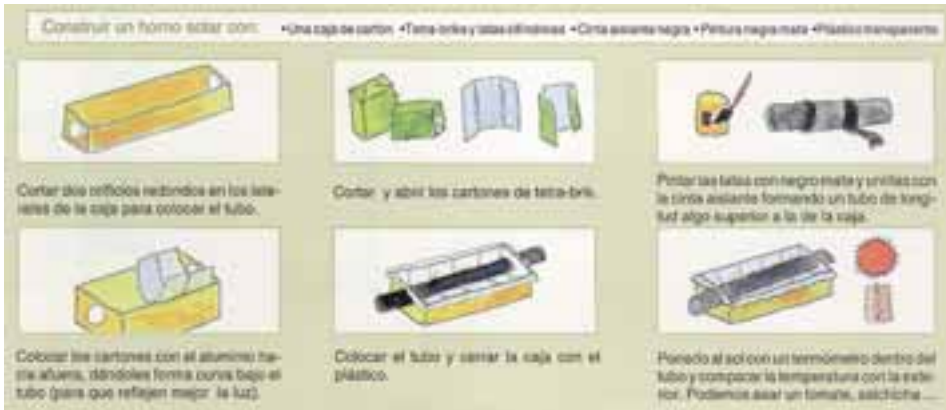 Construir un horno solar con: •Una caja de cartón •Tetra-briks y latas cilíndricas •Cinta aislante negra •Pintura negra mate •Plástico transparente
Cortar dos orificios redondos en los late-
rales de la caja para colocar el tubo.
Cortar y abrir los cartones de tetra-brik.
Pintar las latas con negro mate y unirlas con
la cinta aislante formando un tubo de longi-
tud algo superior a la de la caja.
Colocar los cartones con el aluminio ha-
cia afuera, dándoles forma curva bajo el
tubo (para que reflejen mejor la luz).
Colocar el tubo y cerrar la caja con el
plástico.
Ponerlo al sol con un termómetro dentro del
tubo y comparar la temperatura con la exte-
rior. Podemos asar un tomate, salchicha ...